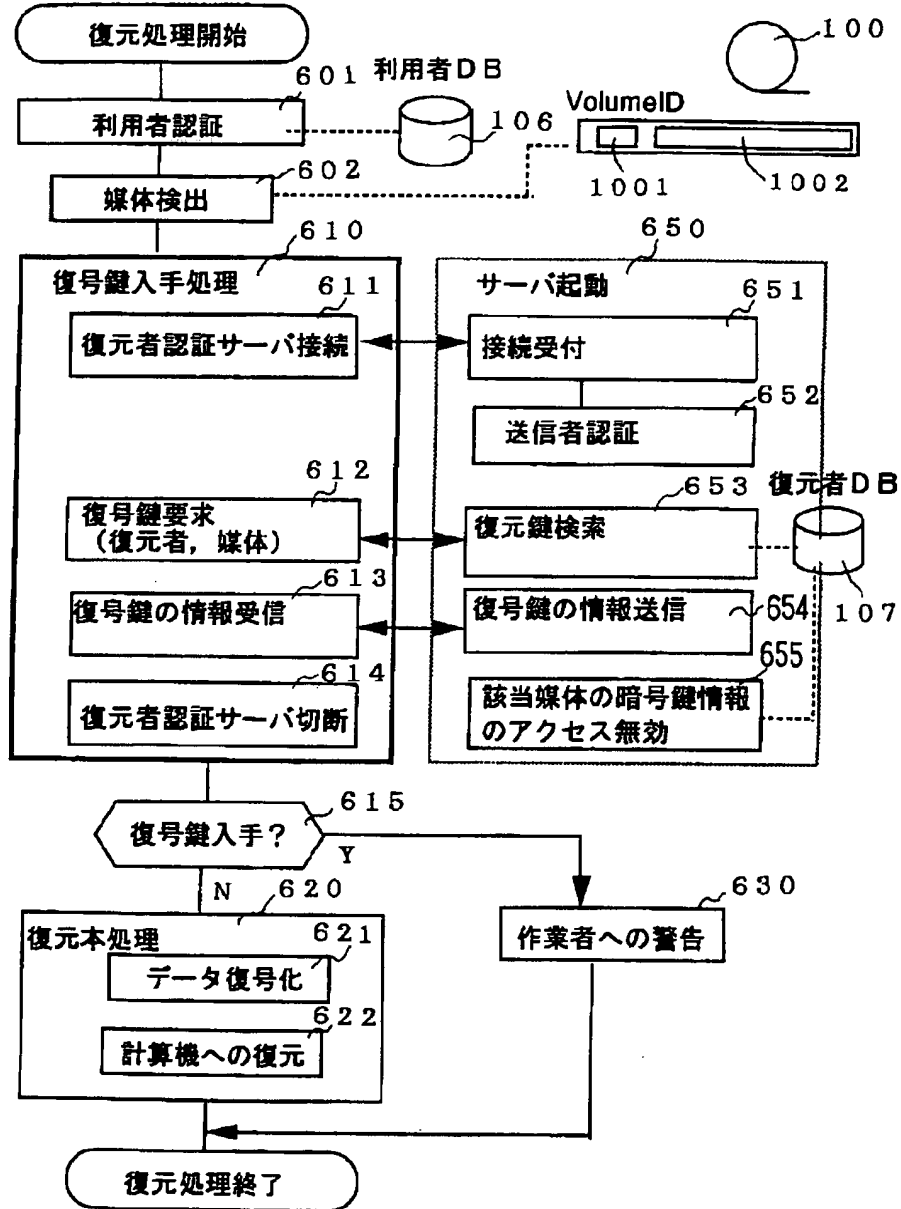 復元処理開始
100
601
利用者DB
VolumeID
利用者認証
106
602
1001
1002
媒体検出
610
650
復号鍵入手処理
サーバ起動
611
651
復元者認証サーバ接続
接続受付
652
送信者認証
612
653
復元者DB
復号鍵要求
(復元者,媒体)
復元鍵検索
613
復号鍵の情報受信
復号鍵の情報送信
654
107
614
655
復元者認証サーバ切断
該当媒体の暗号鍵情報
のアクセス無効
615
復号鍵入手?
Y
N
620
630
復元本処理
621
作業者への警告
データ復号化
622
計算機への復元
復元処理終了